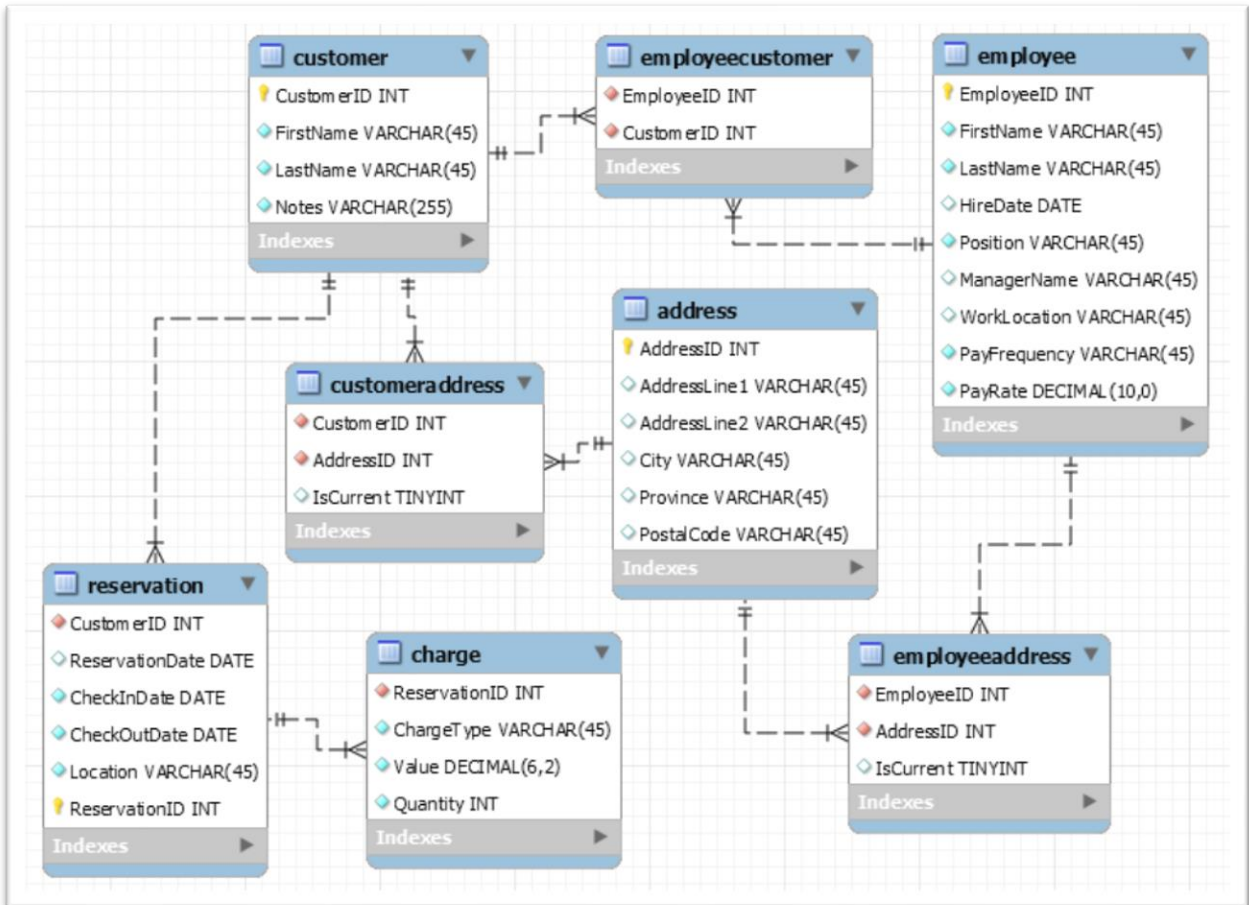 customer
CustomerID INT
FirstName VARCHAR(45)
LastName VARCHAR(45)
Notes VARCHAR(255)
Indexes
employeecustomer
EmployeeID INT
CustomerID INT
Indexes
employee
EmployeeID INT
FirstName VARCHAR(45)
LastName VARCHAR(45)
HireDate DATE
Position VARCHAR(45)
ManagerName VARCHAR(45)
WorkLocation VARCHAR(45)
PayFrequency VARCHAR(45)
PayRate DECIMAL(10,0)
Indexes
customeraddress
CustomerID INT
AddressID INT
IsCurrent TINYINT
Indexes
address
AddressID INT
AddressLine1 VARCHAR(45)
AddressLine2 VARCHAR(45)
City VARCHAR(45)
Province VARCHAR(45)
PostalCode VARCHAR(45)
Indexes
reservation
CustomerID INT
ReservationDate DATE
CheckInDate DATE
CheckOutDate DATE
Location VARCHAR(45)
ReservationID INT
Indexes
charge
ReservationID INT
ChargeType VARCHAR(45)
Value DECIMAL(6,2)
Quantity INT
Indexes
employeeaddress
EmployeeID INT
AddressID INT
IsCurrent TINYINT
Indexes